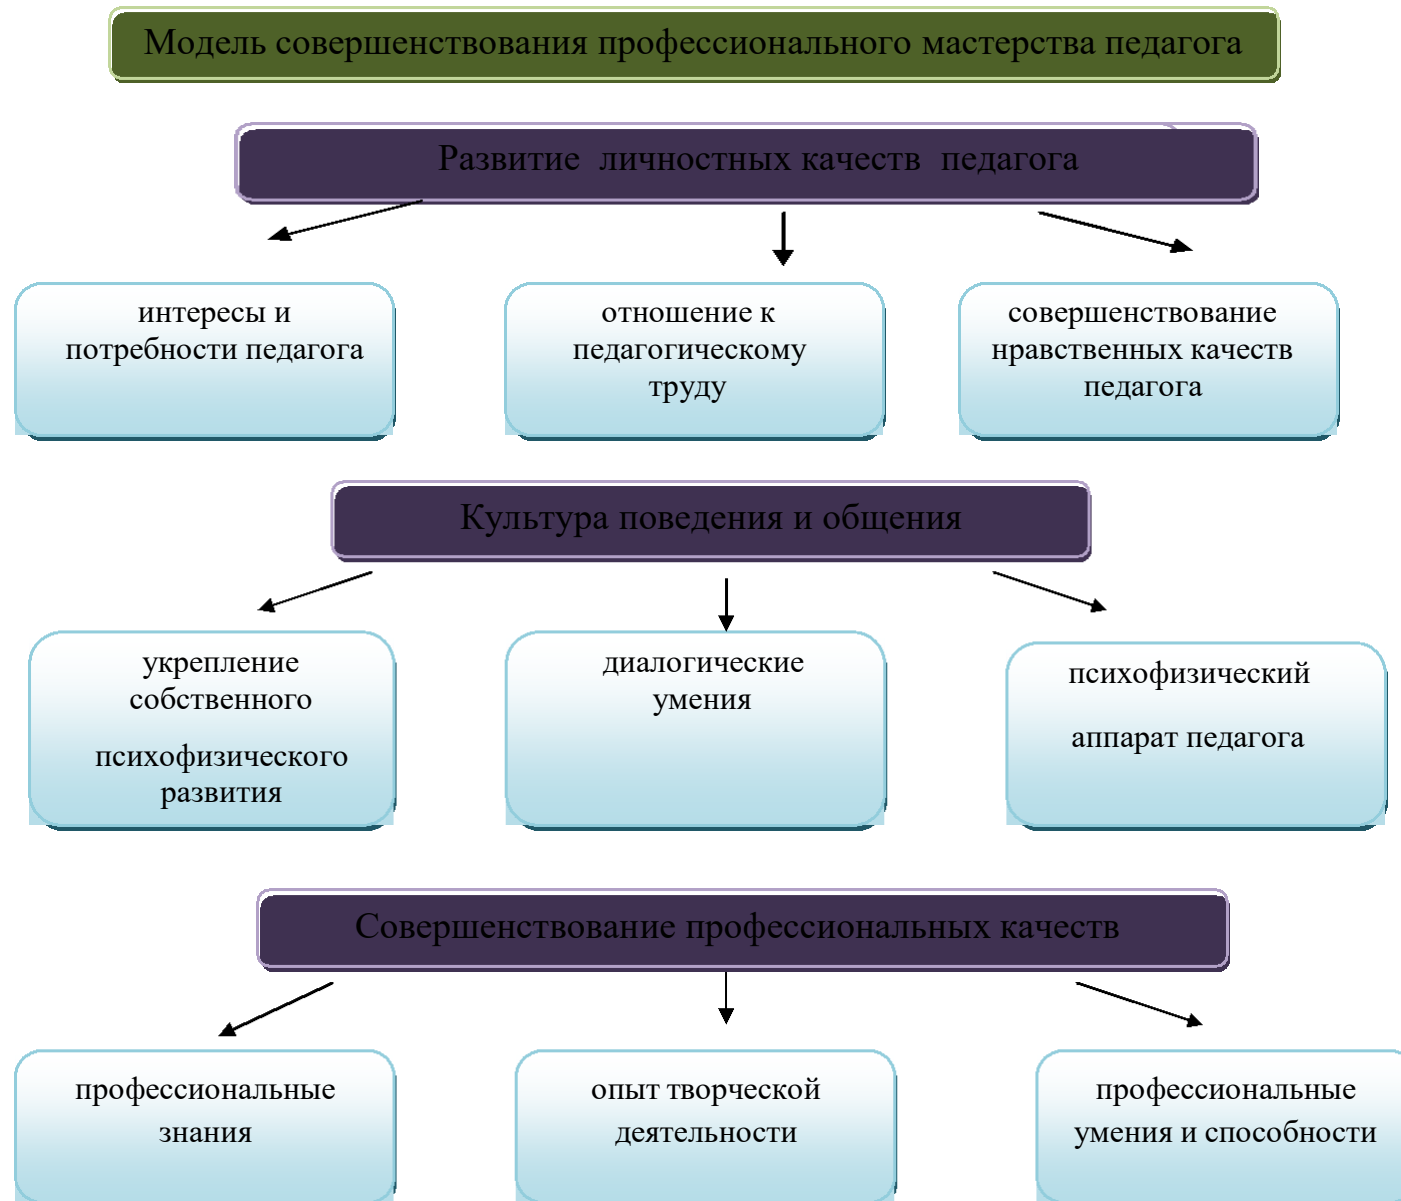 Модель совершенствования профессионального мастерства педагога
Развитие личностных качеств педагога
интересы и
потребности педагога
отношение к
педагогическому
труду
совершенствование
нравственных качеств
педагога
Культура поведения и общения
укрепление
собственного
психофизического
развития
диалогические
умения
психофизический
аппарат педагога
Совершенствование профессиональных качеств
профессиональные
знания
опыт творческой
деятельности
профессиональные
умения и способности